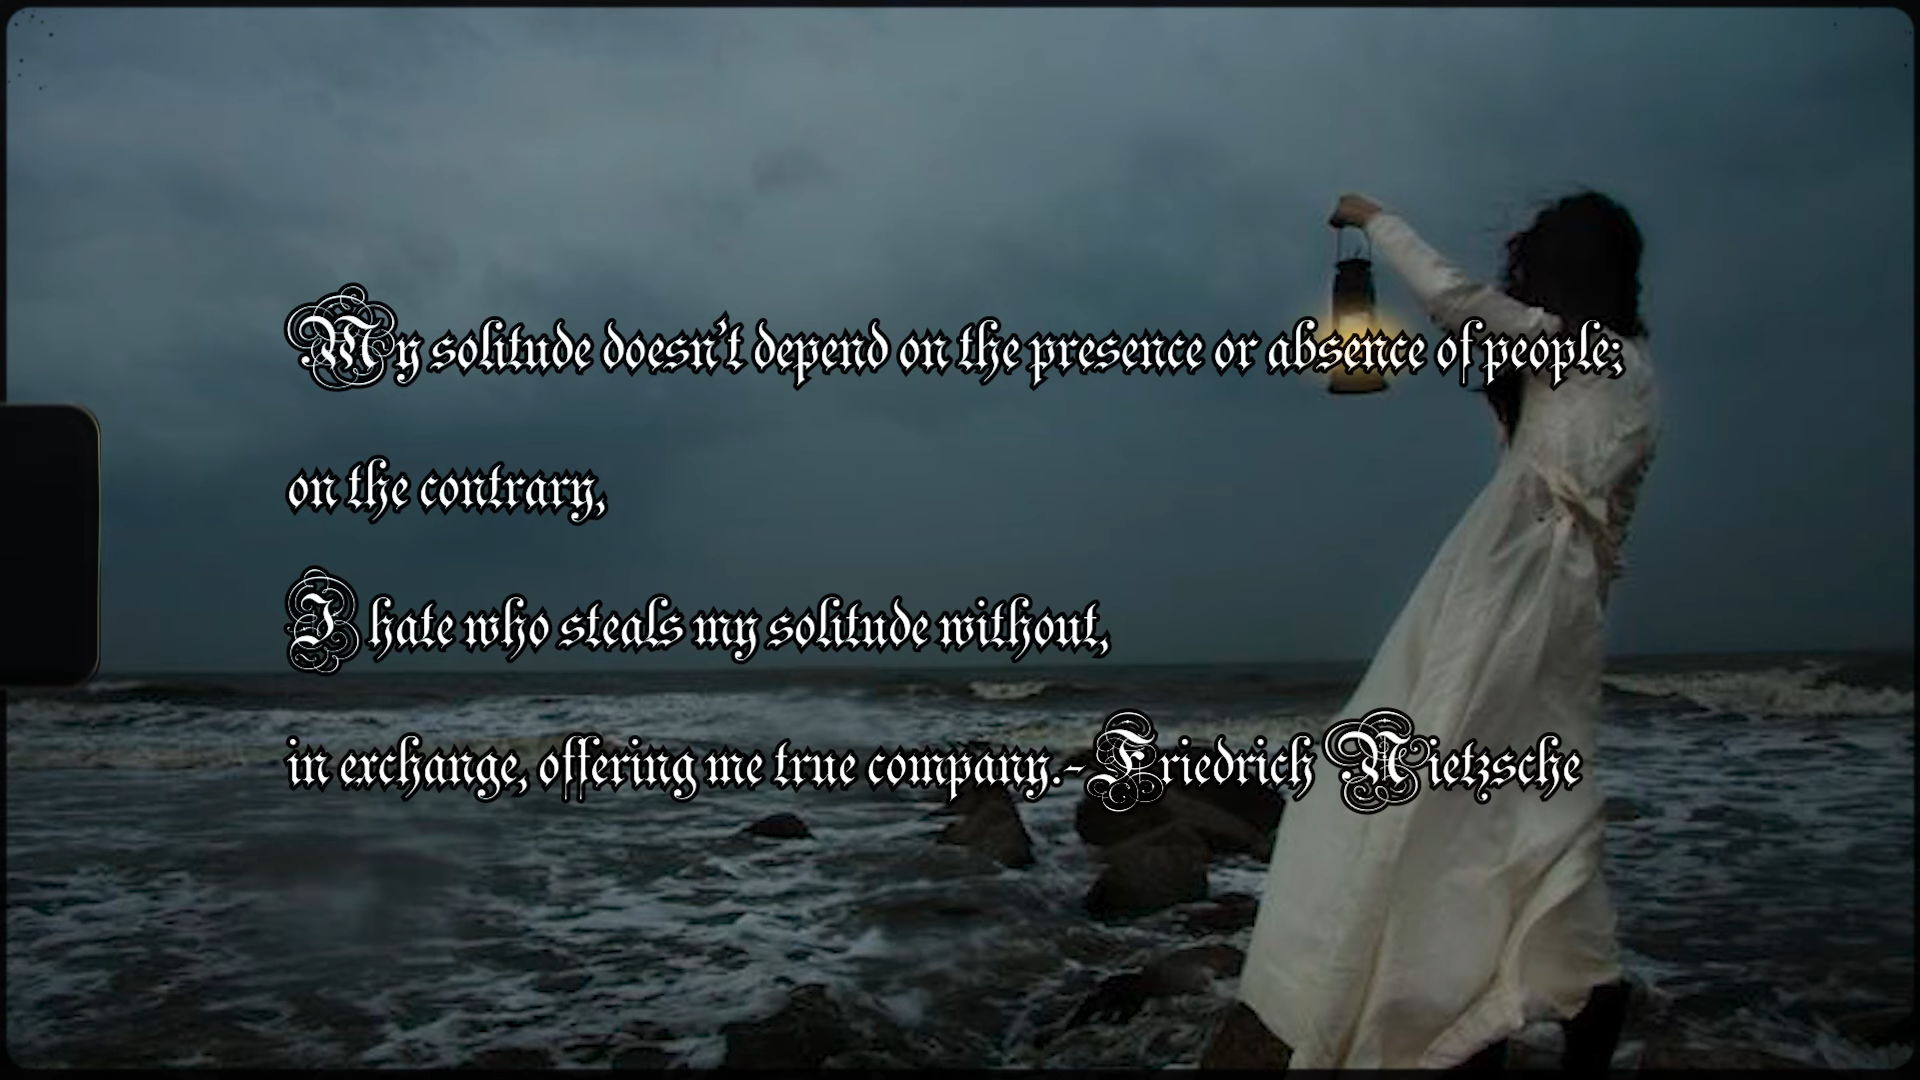 My solitude doesn't depend on the presence or absence of people;
on the contrary,
I hate who steals my solitude without,
in exchange, offering me true company.-Friedrich Nietzsche